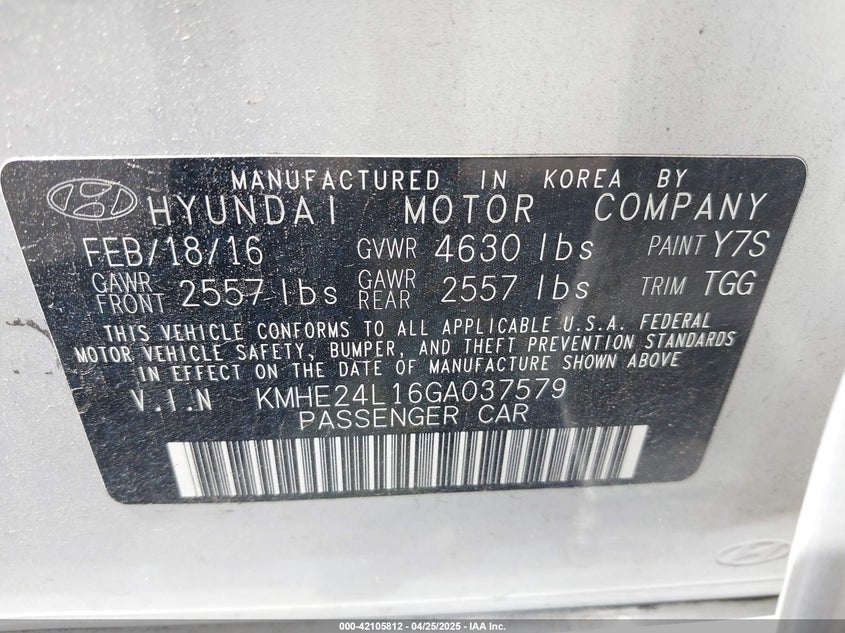 MANUFACTURED IN KOREA BY
HYUNDAI MOTOR COMPANY
FEB/18/16 GVWR 4630 lbs PAINT Y7S
GAWR FRONT 2557 lbs GAWR REAR 2557 lbs TRIM TGG
THIS VEHICLE CONFORMS TO ALL APPLICABLE U.S.A. FEDERAL
MOTOR VEHICLE SAFETY, BUMPER, AND THEFT PREVENTION STANDARDS
IN EFFECT ON THE DATE OF MANUFACTURE SHOWN ABOVE
V.I.N KMHE24L16GA037579
PASSENGER CAR
000-42105812 - 04/25/2025 - IAA Inc.